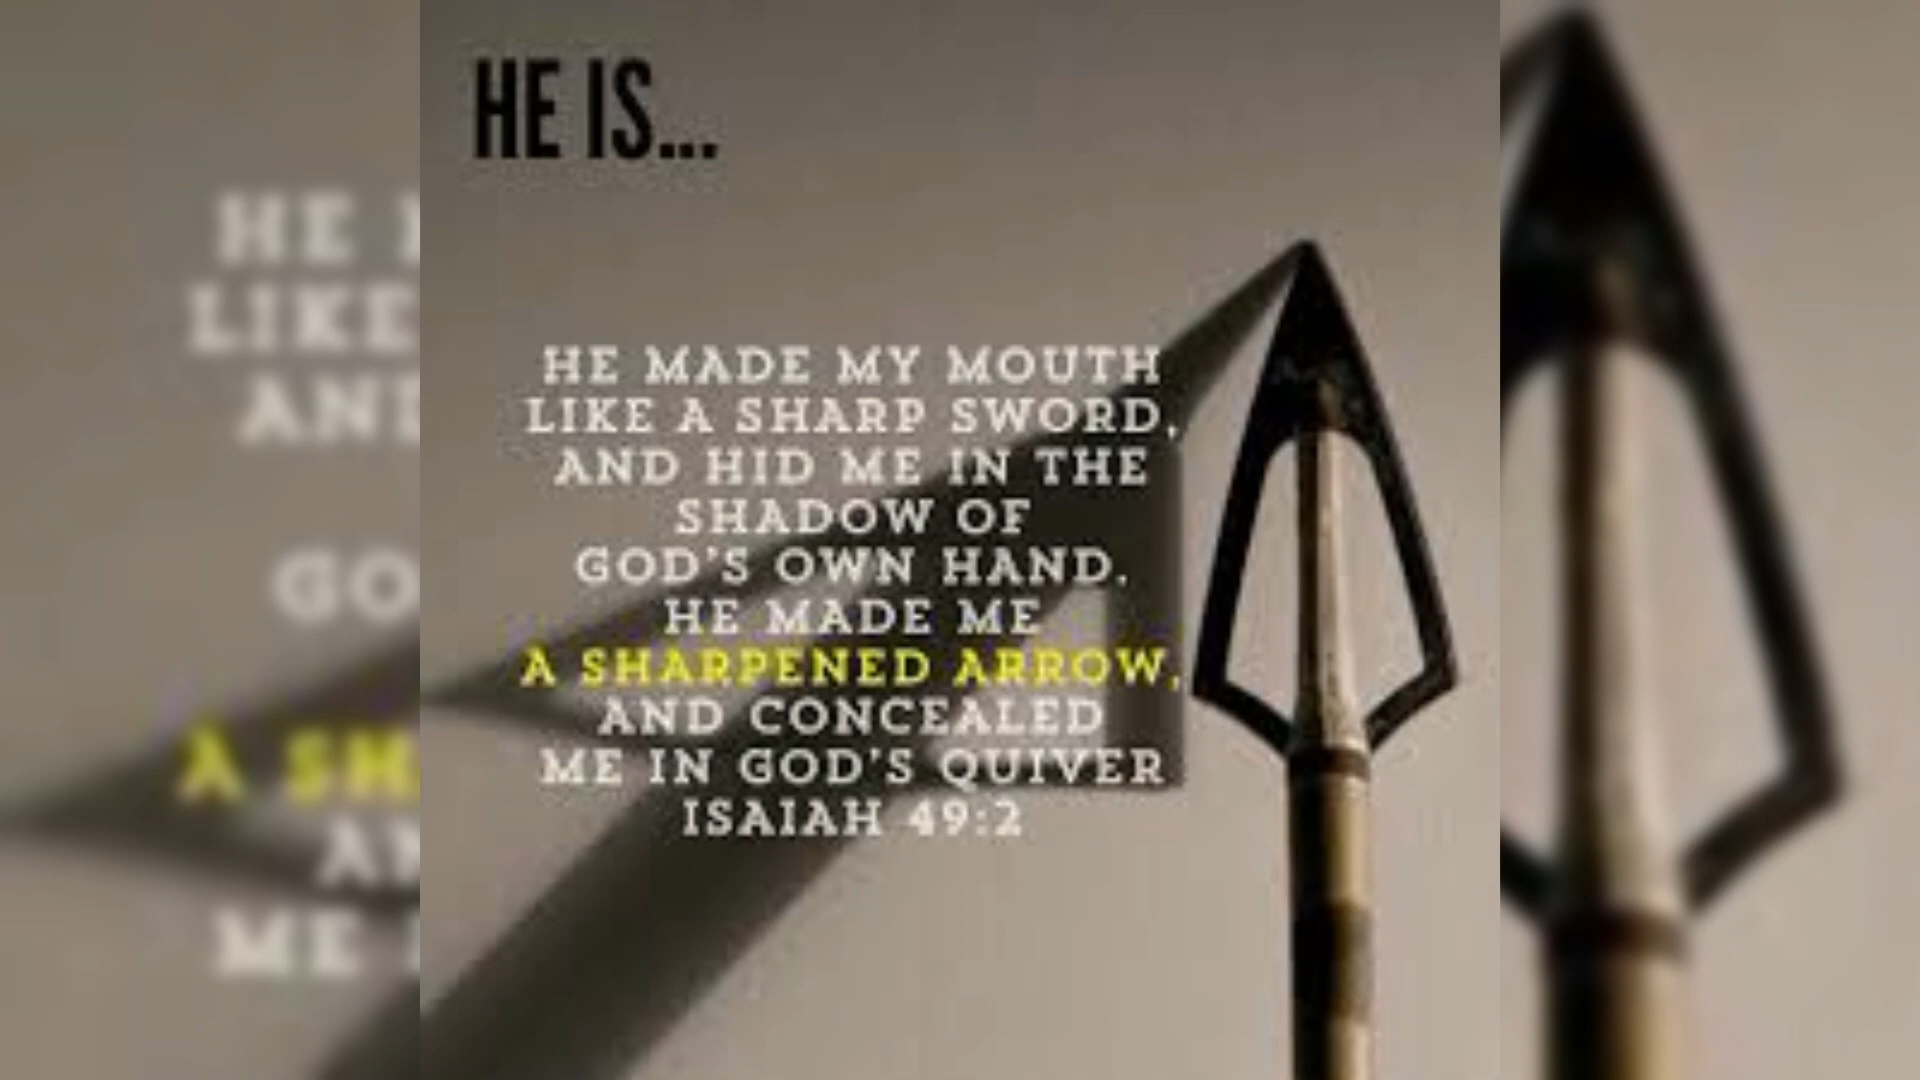 HE IS...
HE MADE MY MOUTH
LIKE A SHARP SWORD,
AND HID ME IN THE
SHADOW OF
GOD'S OWN HAND.
HE MADE ME
A SHARPENED ARROW,
AND CONCEALED
ME IN GOD'S QUIVER
ISAIAH 49:2